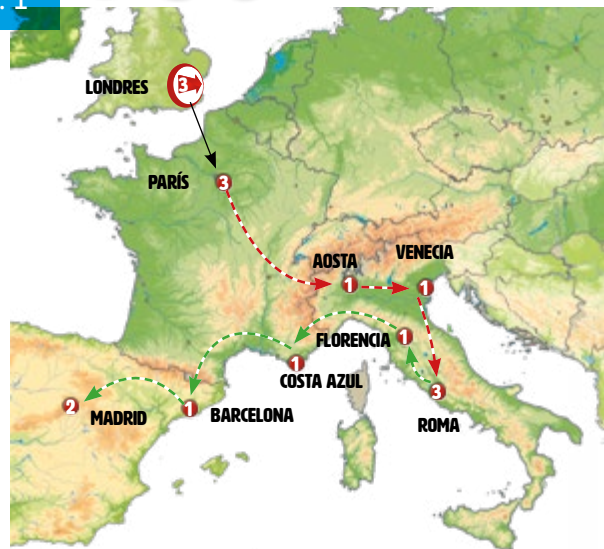 . 1
LONDRES
3
PARÍS
3
AOSTA
1
VENECIA
1
FLORENCIA
1
COSTA AZUL
1
ROMA
3
BARCELONA
1
MADRID
2